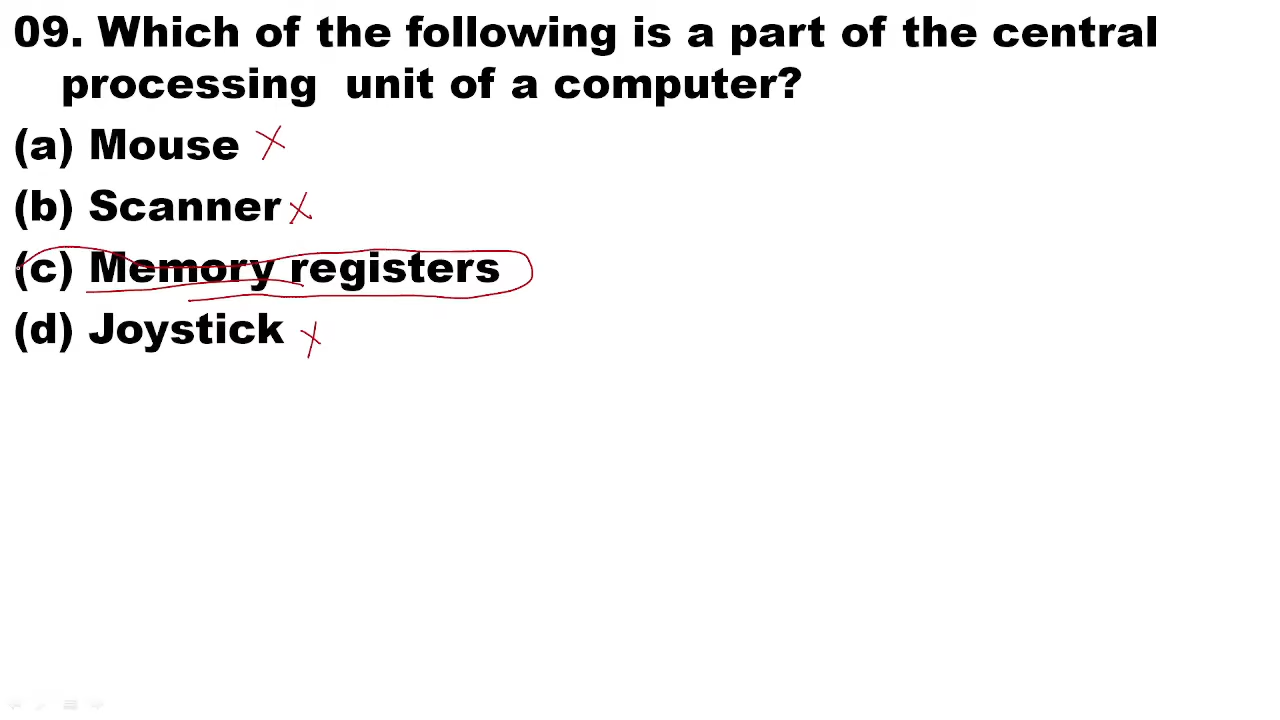 09. Which of the following is a part of the central
processing unit of a computer?
(a) Mouse
(b) Scanner
(c) Memory registers
(d) Joystick